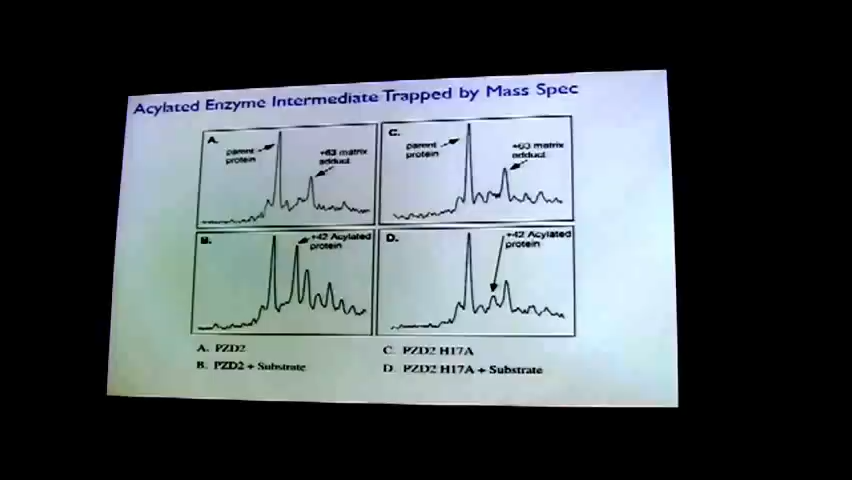 Acylated Enzyme Intermediate Trapped by Mass Spec
A.
parent
protein
+63 matrix
adduct
C.
parent
protein
+63 matrix
adduct
B.
+42 Acylated
protein
D.
+42 Acylated
protein
A. PZD2
B. PZD2 + Substrate
C. PZD2 H17A
D. PZD2 H17A + Substrate